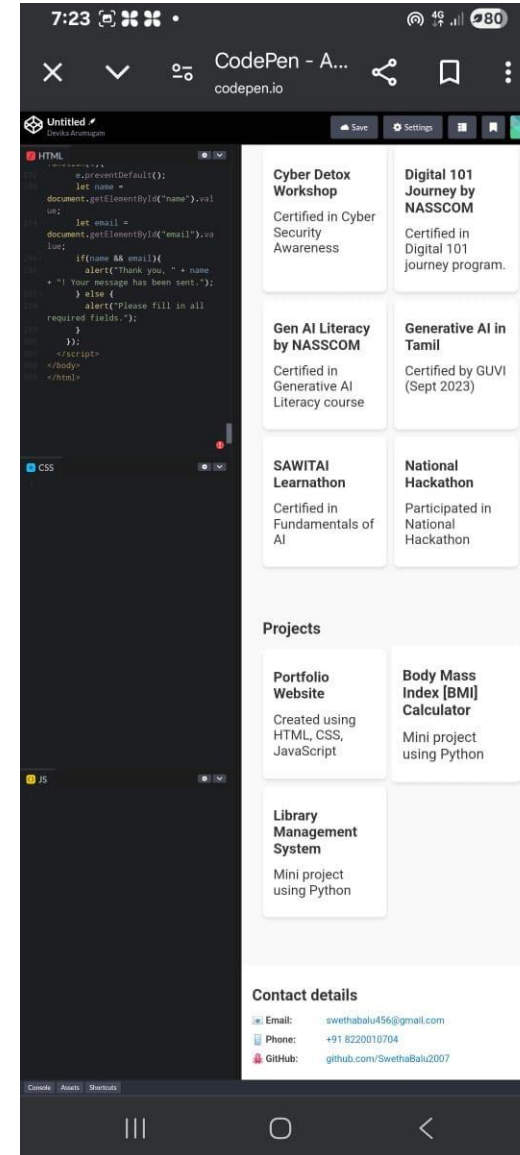 7:23
4G
80
CodePen - A...
codepen.io
Untitled
Devika Arumugam
Save
Settings
HTML
e.preventDefault();
let name =
document.getElementById("name").val
ue;
let email =
document.getElementById("email").va
lue;
if(name && email){
alert("Thank you, " + name
+ "! Your message has been sent.");
} else {
alert("Please fill in all
required fields.");
}
});
</script>
</body>
</html>
CSS
JS
Cyber Detox
Workshop
Certified in Cyber
Security
Awareness
Digital 101
Journey by
NASSCOM
Certified in
Digital 101
journey program.
Gen AI Literacy
by NASSCOM
Certified in
Generative AI
Literacy course
Generative AI in
Tamil
Certified by GUVI
(Sept 2023)
SAWITAI
Learnathon
Certified in
Fundamentals of
AI
National
Hackathon
Participated in
National
Hackathon
Projects
Portfolio
Website
Created using
HTML, CSS,
JavaScript
Body Mass
Index [BMI]
Calculator
Mini project
using Python
Library
Management
System
Mini project
using Python
Contact details
Email: swethabalu456@gmail.com
Phone: +91 8220010704
GitHub: github.com/SwethaBalu2007
Console Assets Shortcuts